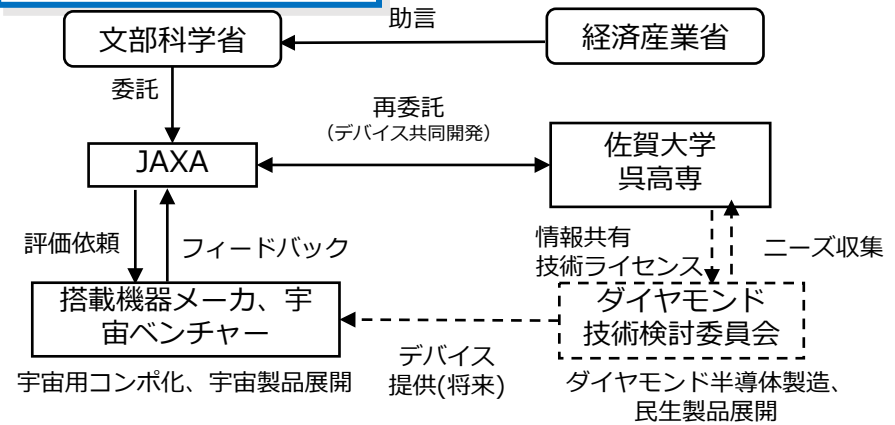 文部科学省
助言
経済産業省
委託
再委託
（デバイス共同開発）
JAXA
佐賀大学
呉高専
評価依頼
フィードバック
情報共有
技術ライセンス
ニーズ収集
搭載機器メーカ、宇
宙ベンチャー
ダイヤモンド
技術検討委員会
デバイス
提供(将来)
宇宙用コンポ化、宇宙製品展開
ダイヤモンド半導体製造、
民生製品展開